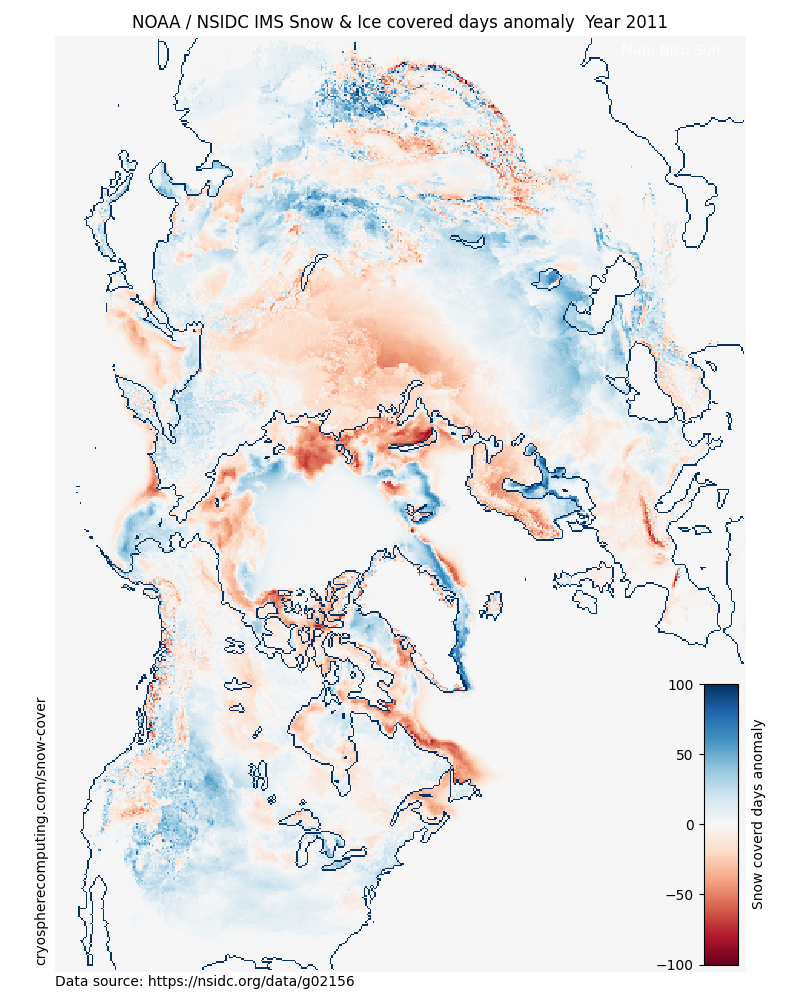 NOAA / NSIDC IMS Snow & Ice covered days anomaly  Year 2011
Map: Nico Sun
cryospherecomputing.com/snow-cover
100
50
0
−50
−100
Snow coverd days anomaly
Data source: https://nsidc.org/data/g02156